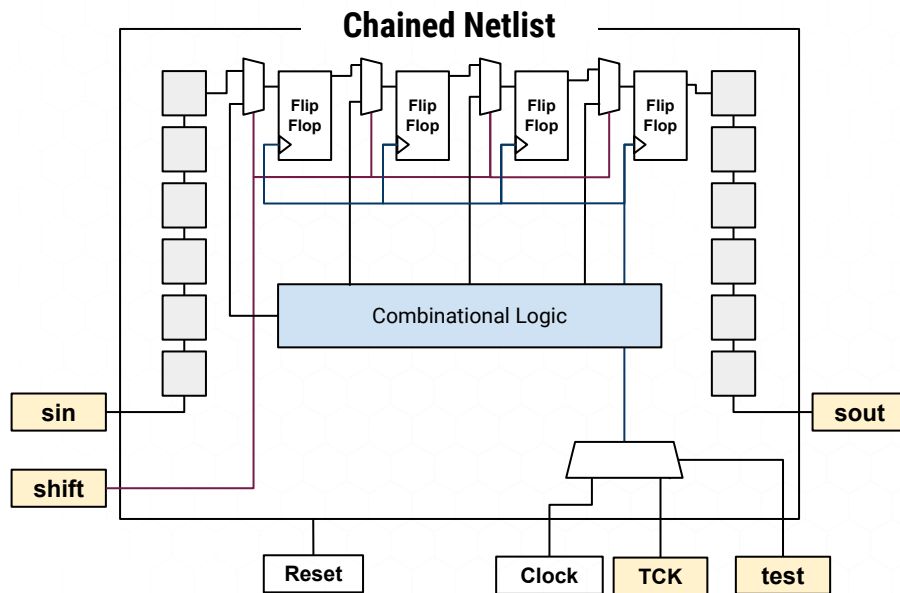 Chained Netlist
Flip
Flop
Flip
Flop
Flip
Flop
Flip
Flop
Combinational Logic
sin
sout
shift
Reset
Clock
TCK
test